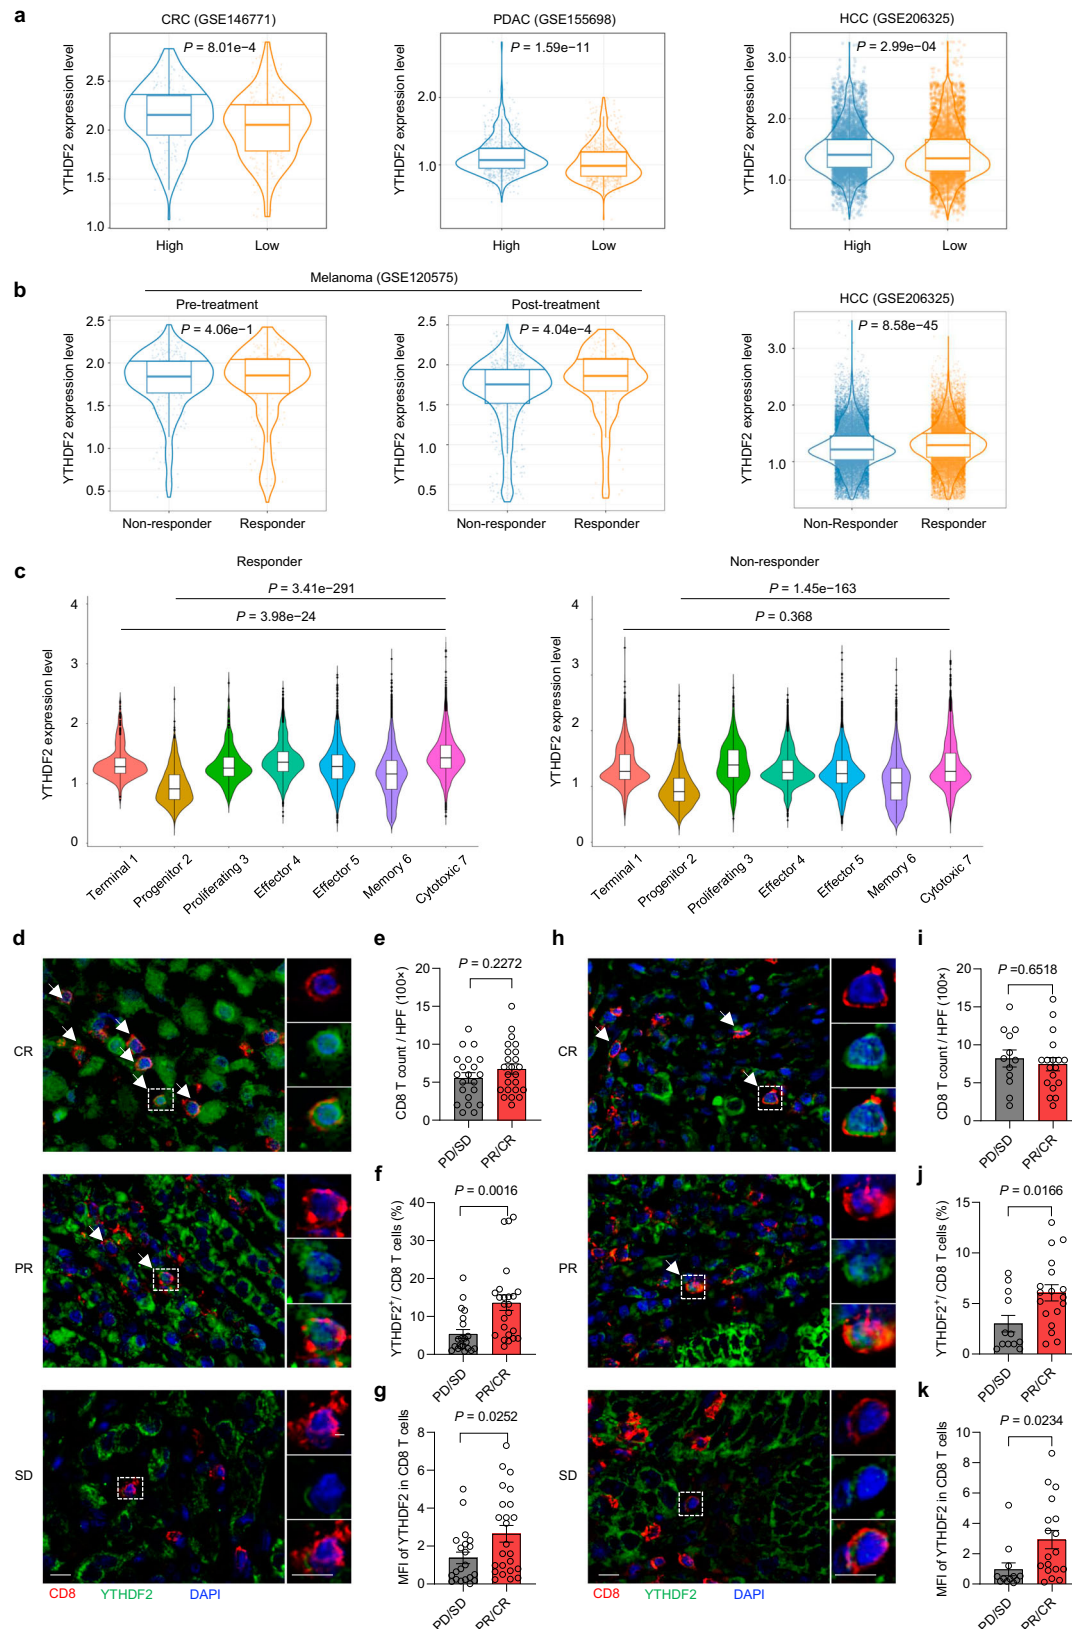 a
CRC (GSE146771)
PDAC (GSE155698)
HCC (GSE206325)
P = 8.01e−4
P = 1.59e−11
P = 2.99e−04
YTHDF2 expression level
2.5
2.0
1.5
1.0
High
Low
YTHDF2 expression level
2.0
1.0
High
Low
YTHDF2 expression level
3.0
2.0
1.0
High
Low
b
Melanoma (GSE120575)
Pre-treatment
Post-treatment
HCC (GSE206325)
P = 4.06e−1
P = 4.04e−4
P = 8.58e−45
YTHDF2 expression level
2.5
2.0
1.5
1.0
0.5
Non-responder
Responder
YTHDF2 expression level
2.5
2.0
1.5
1.0
0.5
Non-responder
Responder
YTHDF2 expression level
3.0
2.0
1.0
Non-Responder
Responder
c
Responder
P = 3.41e−291
P = 3.98e−24
YTHDF2 expression level
4
3
2
1
0
Terminal 1
Progenitor 2
Proliferating 3
Effector 4
Effector 5
Memory 6
Cytotoxic 7
Non-responder
P = 1.45e−163
P = 0.368
YTHDF2 expression level
4
3
2
1
0
Terminal 1
Progenitor 2
Proliferating 3
Effector 4
Effector 5
Memory 6
Cytotoxic 7
d
CR
PR
SD
CD8
YTHDF2
DAPI
e
P = 0.2272
CD8 T count / HPF (100×)
20
15
10
5
0
PD/SD
PR/CR
f
P = 0.0016
YTHDF2+/ CD8 T cells (%)
40
30
20
10
0
PD/SD
PR/CR
g
P = 0.0252
MFI of YTHDF2 in CD8 T cells
8
6
4
2
0
PD/SD
PR/CR
h
CR
PR
SD
CD8
YTHDF2
DAPI
i
P =0.6518
CD8 T count / HPF (100×)
20
15
10
5
0
PD/SD
PR/CR
j
P = 0.0166
YTHDF2+/ CD8 T cells (%)
15
10
5
0
PD/SD
PR/CR
k
P = 0.0234
MFI of YTHDF2 in CD8 T cells
10
8
6
4
2
0
PD/SD
PR/CR